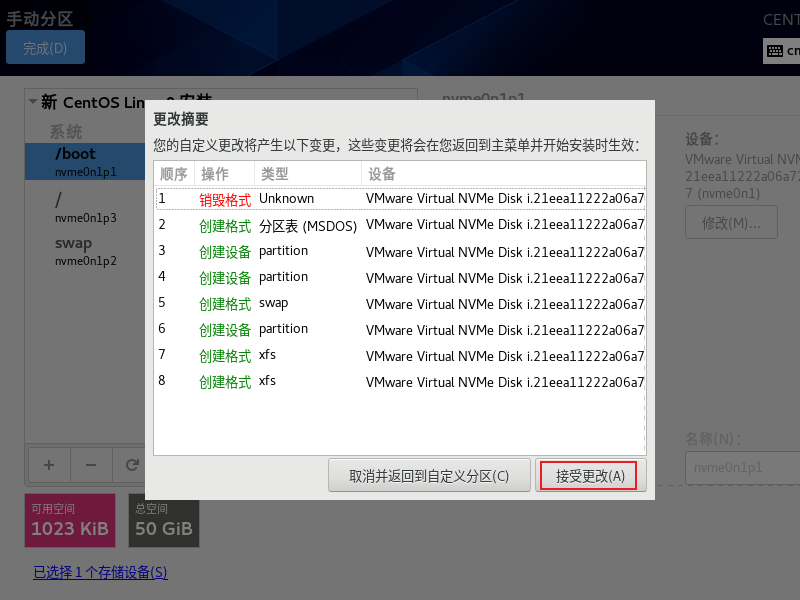 手动分区
CENT
完成(D)
cn
新 CentOS Lin
nvme0n1p1
系统
/boot
nvme0n1p1
/
nvme0n1p3
swap
nvme0n1p2
更改摘要
您的自定义更改将产生以下变更，这些变更将会在您返回到主菜单并开始安装时生效：
顺序 操作 类型 设备
1 销毁格式 Unknown VMware Virtual NVMe Disk i.21eea11222a06a7
2 创建格式 分区表 (MSDOS) VMware Virtual NVMe Disk i.21eea11222a06a7
3 创建设备 partition VMware Virtual NVMe Disk i.21eea11222a06a7
4 创建设备 partition VMware Virtual NVMe Disk i.21eea11222a06a7
5 创建格式 swap VMware Virtual NVMe Disk i.21eea11222a06a7
6 创建设备 partition VMware Virtual NVMe Disk i.21eea11222a06a7
7 创建格式 xfs VMware Virtual NVMe Disk i.21eea11222a06a7
8 创建格式 xfs VMware Virtual NVMe Disk i.21eea11222a06a7
取消并返回到自定义分区(C)
接受更改(A)
设备：
VMware Virtual NVM
21eea11222a06a72
7 (nvme0n1)
修改(M)...
名称(N)：
nvme0n1p1
可用空间
1023 KiB
总空间
50 GiB
已选择 1 个存储设备(S)